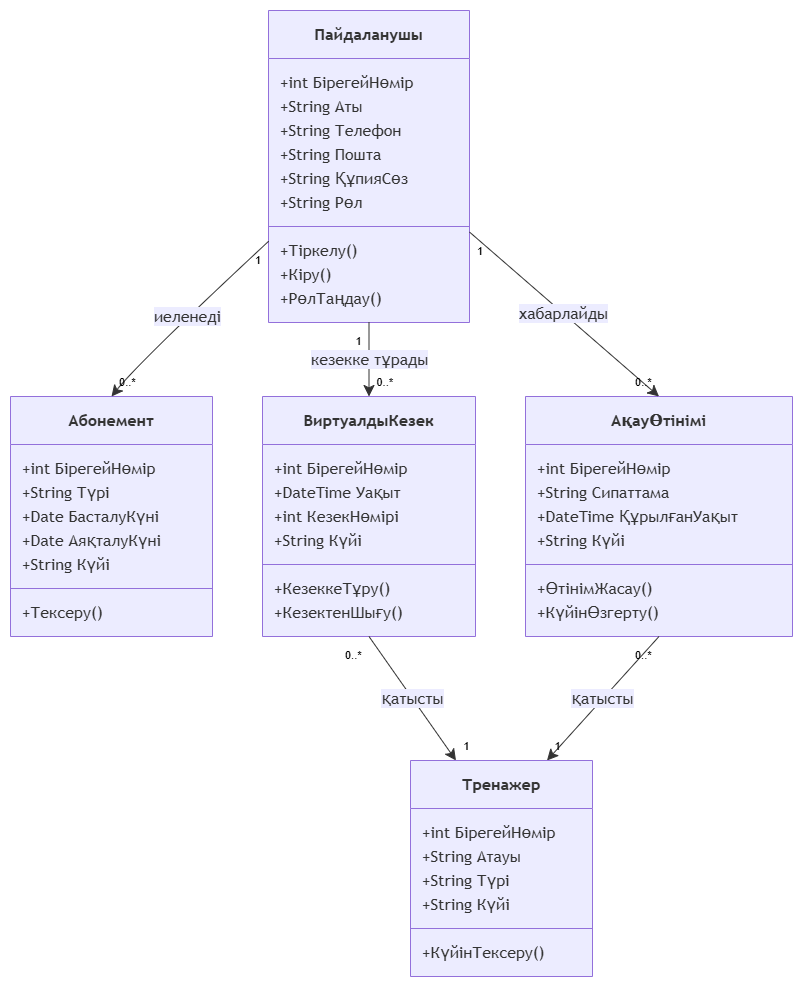 Пайдаланушы
+int БірегейНөмір
+String Аты
+String Телефон
+String Пошта
+String ҚұпияСөз
+String Рөл
+Тіркелу()
+Кіру()
+РөлТаңдау()
1
1
1
иеленеді
кезекке тұрады
хабарлайды
0..*
0..*
0..*
Абонемент
+int БірегейНөмір
+String Түрі
+Date БасталуКүні
+Date АяқталуКүні
+String Күйі
+Тексеру()
ВиртуалдыКезек
+int БірегейНөмір
+DateTime Уақыт
+int КезекНөмірі
+String Күйі
+КезеккеТұру()
+КезектенШығу()
АқауӨтінімі
+int БірегейНөмір
+String Сипаттама
+DateTime ҚұрылғанУақыт
+String Күйі
+ӨтінімЖасау()
+КүйінӨзгерту()
0..*
0..*
қатысты
қатысты
1
1
Тренажер
+int БірегейНөмір
+String Атауы
+String Түрі
+String Күйі
+КүйінТексеру()